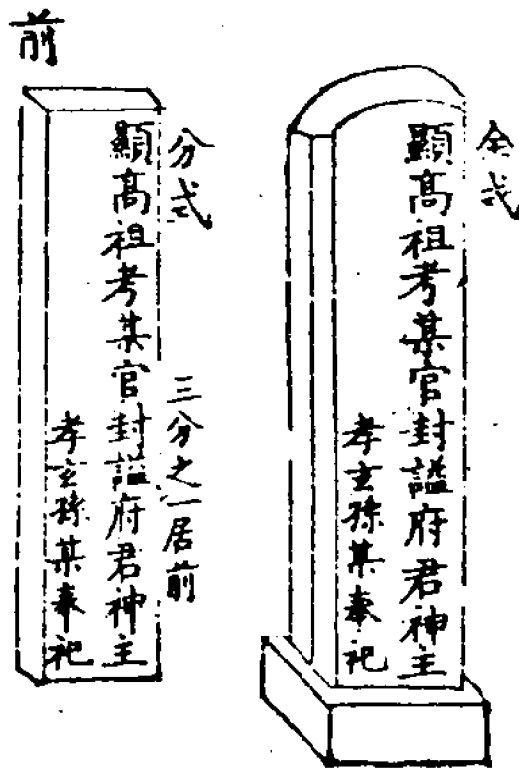 全式
顯高祖考某官封諡府君神主
孝玄孫某奉祀
前
分式
三分之一居前
顯高祖考某官封諡府君神主
孝玄孫某奉祀